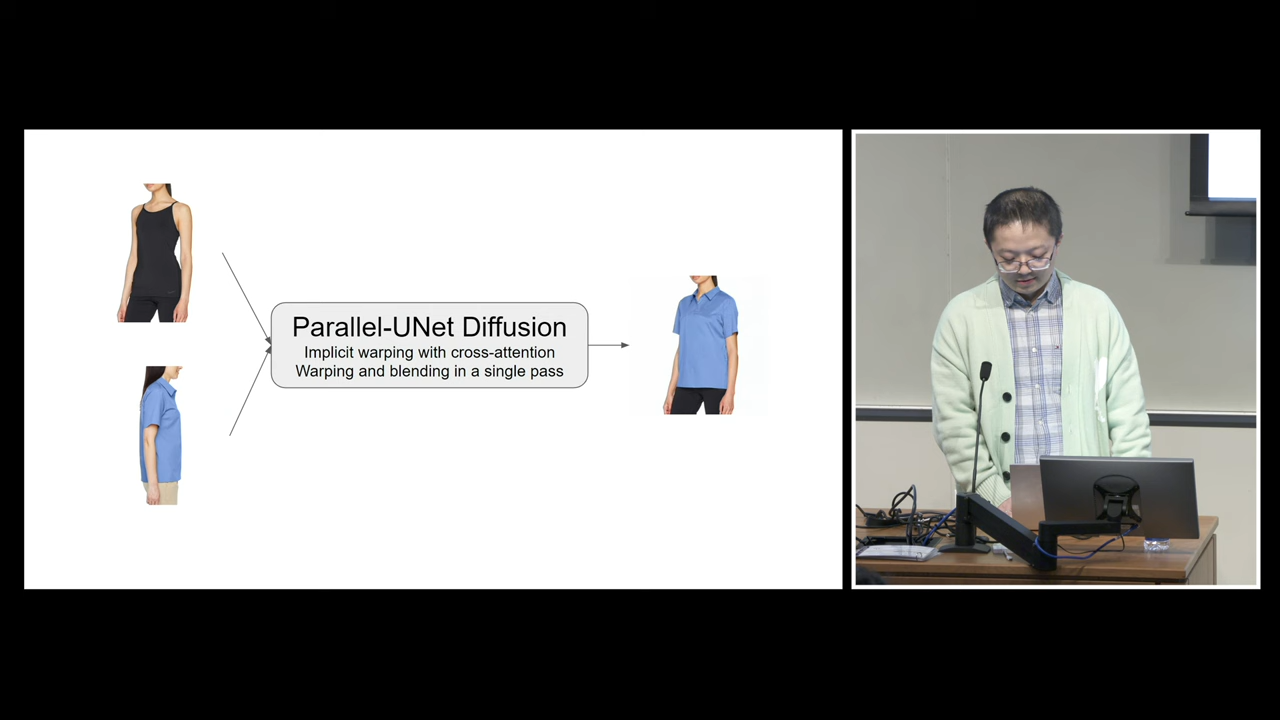 Parallel-UNet Diffusion
Implicit warping with cross-attention
Warping and blending in a single pass